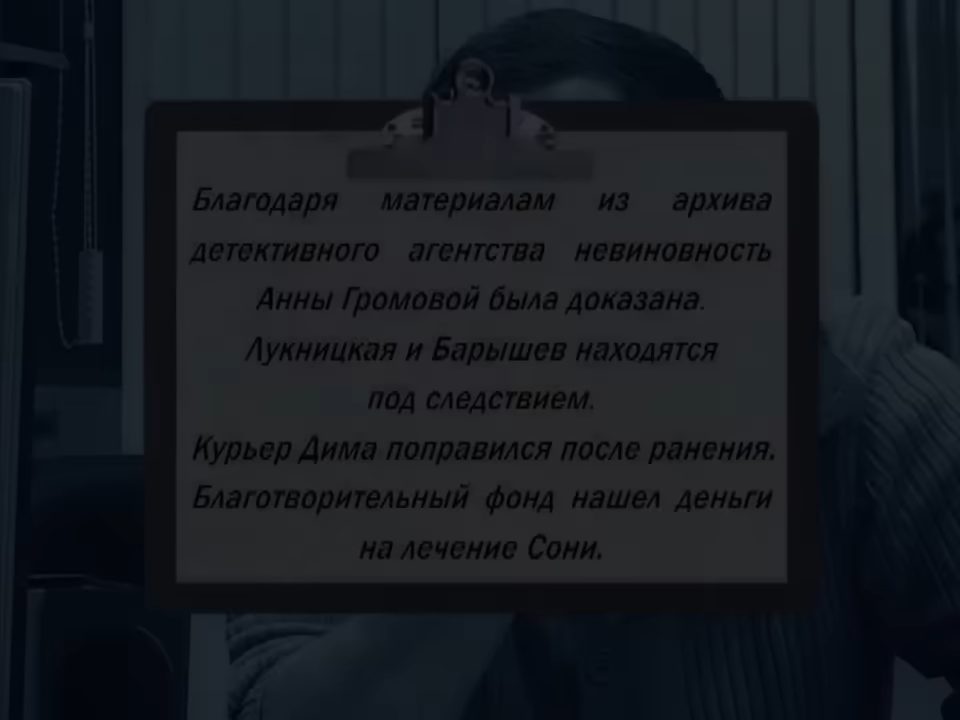 Благодаря материалам из архива
детективного агентства невиновность
Анны Громовой была доказана.
Лукницкая и Барышев находятся
под следствием.
Курьер Дима поправился после ранения.
Благотворительный фонд нашел деньги
на лечение Сони.